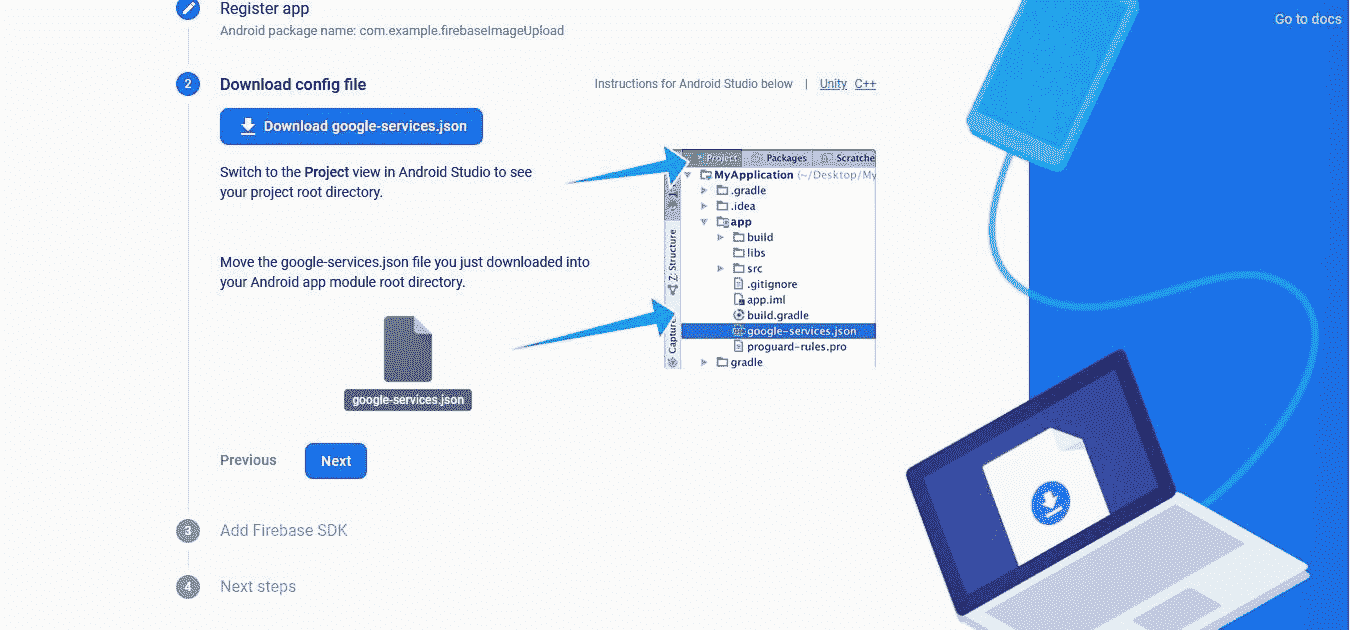 Register app
Go to docs
Android package name: com.example.firebaseImageUpload
2
Download config file
Instructions for Android Studio below | Unity C++
Download google-services.json
Switch to the Project view in Android Studio to see
your project root directory.
Project Packages Scratche
MyApplication (~/Desktop/My
.gradle
.idea
app
Z: Structure
build
libs
src
.gitignore
app.iml
build.gradle
google-services.json
proguard-rules.pro
gradle
Capture
Move the google-services.json file you just downloaded into
your Android app module root directory.
google-services.json
Previous
Next
3
Add Firebase SDK
4
Next steps